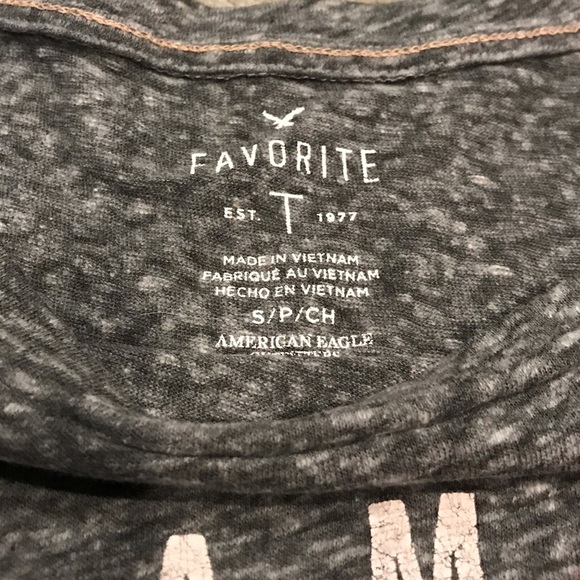 FAVORITE
T
EST. 1977
MADE IN VIETNAM
FABRIQUÉ AU VIETNAM
HECHO EN VIETNAM
S/P/CH
AMERICAN EAGLE
A M